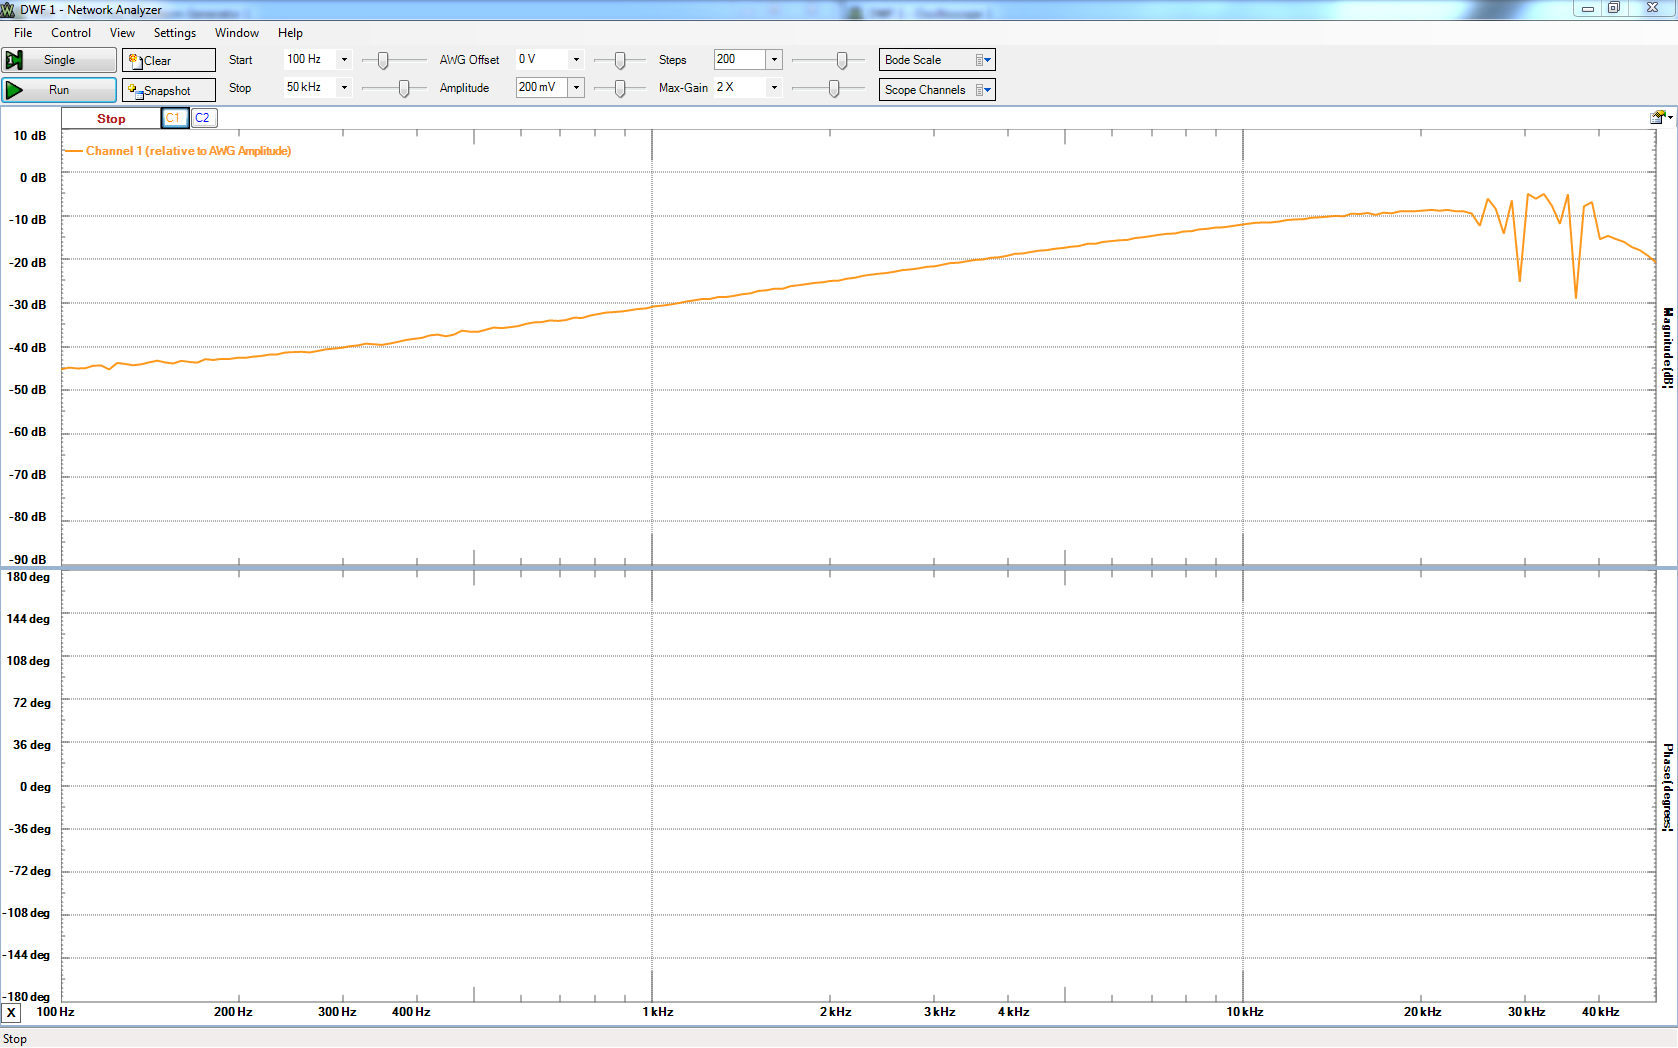 DWF 1 - Network Analyzer
File Control View Settings Window Help
Single Clear Start 100 Hz AWG Offset 0 V Steps 200 Bode Scale
Run Snapshot Stop 50 kHz Amplitude 200 mV Max-Gain 2 X Scope Channels
Stop C1 C2
10 dB
Channel 1 (relative to AWG Amplitude)
0 dB
-10 dB
-20 dB
-30 dB
-40 dB
-50 dB
-60 dB
-70 dB
-80 dB
-90 dB
Magnitude(dB)
180 deg
144 deg
108 deg
72 deg
36 deg
0 deg
-36 deg
-72 deg
-108 deg
-144 deg
-180 deg
Phase(degrees)
X 100 Hz 200 Hz 300 Hz 400 Hz 1 kHz 2 kHz 3 kHz 4 kHz 10 kHz 20 kHz 30 kHz 40 kHz
Stop